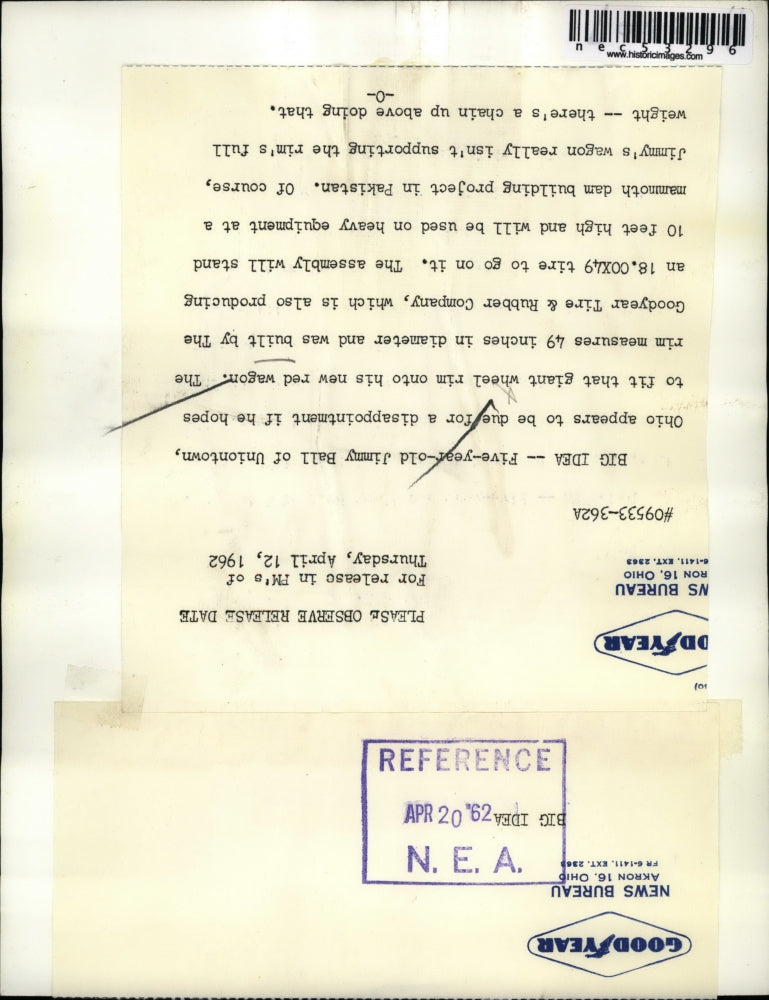 nec53296
www.historicimages.com
GOODYEAR
NEWS BUREAU
AKRON 16, OHIO
FR 6-1411, EXT. 2363
BIG IDEA
REFERENCE
APR 20 '62
N. E. A.
OD YEAR
WS BUREAU
RON 16, OHIO
6-1411, EXT. 2363
PLEASE OBSERVE RELEASE DATE
For release in PM's of
Thursday, April 12, 1962
#09533-362A
BIG IDEA -- Five-year-old Jimmy Ball of Uniontown,
Ohio appears to be due for a disappointment if he hopes
to fit that giant wheel rim onto his new red wagon. The
rim measures 49 inches in diameter and was built by The
Goodyear Tire & Rubber Company, which is also producing
an 18.00X49 tire to go on it. The assembly will stand
10 feet high and will be used on heavy equipment at a
mammoth dam building project in Pakistan. Of course,
Jimmy's wagon really isn't supporting the rim's full
weight -- there's a chain up above doing that.
-0-